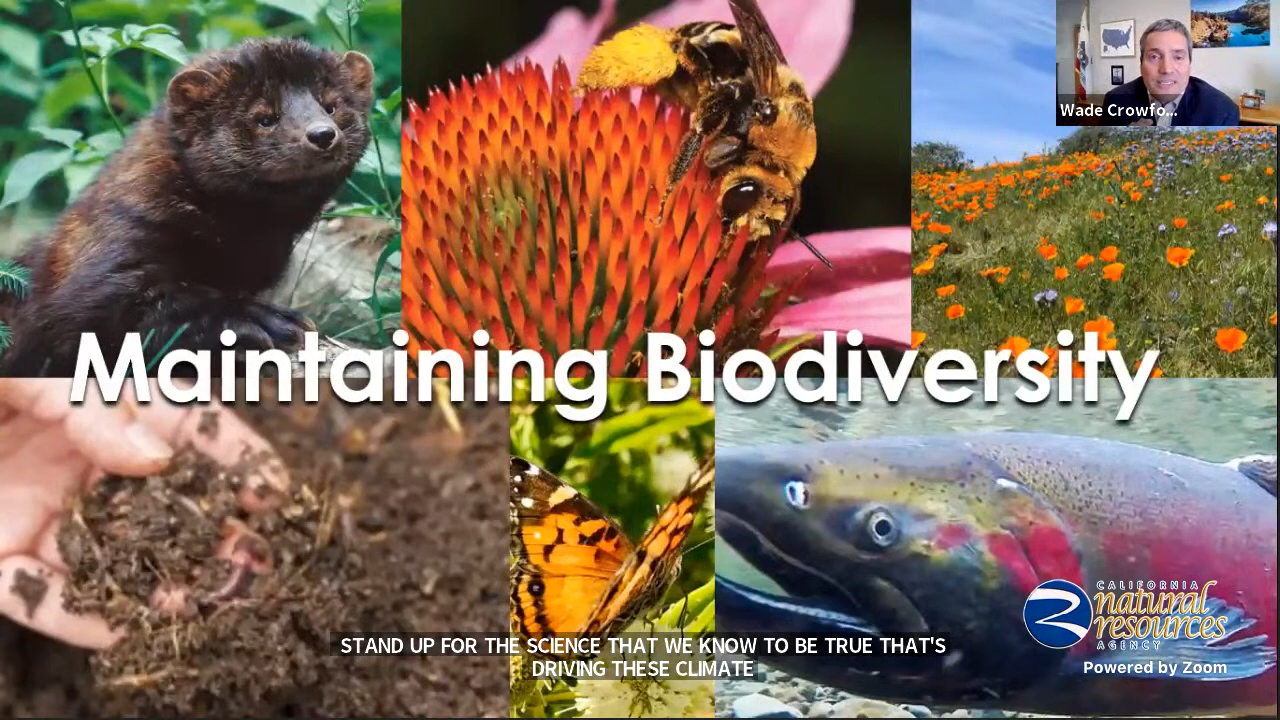 Wade Crowfo...
Maintaining Biodiversity
CALIFORNIA
natural
resources
AGENCY
STAND UP FOR THE SCIENCE THAT WE KNOW TO BE TRUE THAT'S
DRIVING THESE CLIMATE
Powered by Zoom